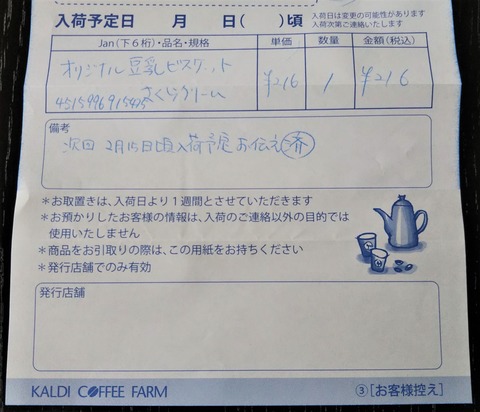 入荷予定日　月　日(　)頃
入荷日は変更の可能性があります
入荷次第ご連絡いたします
Jan(下6桁)・品名・規格 単価 数量 金額(税込)
オリジナル豆乳ビスケット
4515996915415 さくらクリーム ¥216 1 ¥216
備考
次回 2月15日頃入荷予定 お伝え済
＊お取置きは、入荷日より1週間とさせていただきます
＊お預かりしたお客様の情報は、入荷のご連絡以外の目的では
使用いたしません
＊商品をお引取りの際は、この用紙をお持ちください
＊発行店舗でのみ有効
発行店舗
KALDI COFFEE FARM ③[お客様控え]